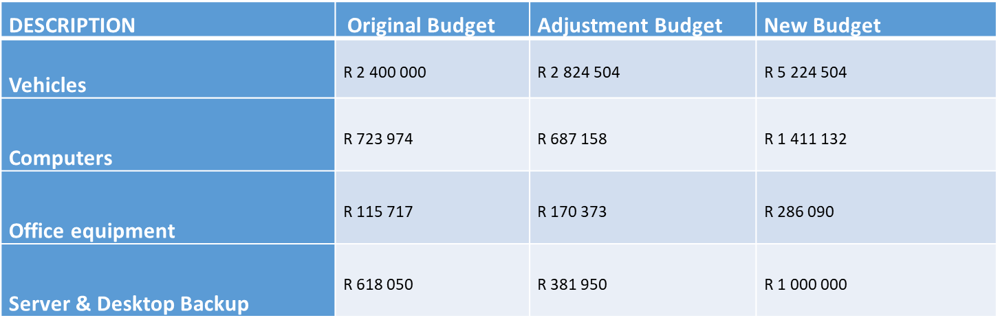 DESCRIPTION Original Budget Adjustment Budget New Budget
Vehicles R 2 400 000 R 2 824 504 R 5 224 504
Computers R 723 974 R 687 158 R 1 411 132
Office equipment R 115 717 R 170 373 R 286 090
Server & Desktop Backup R 618 050 R 381 950 R 1 000 000